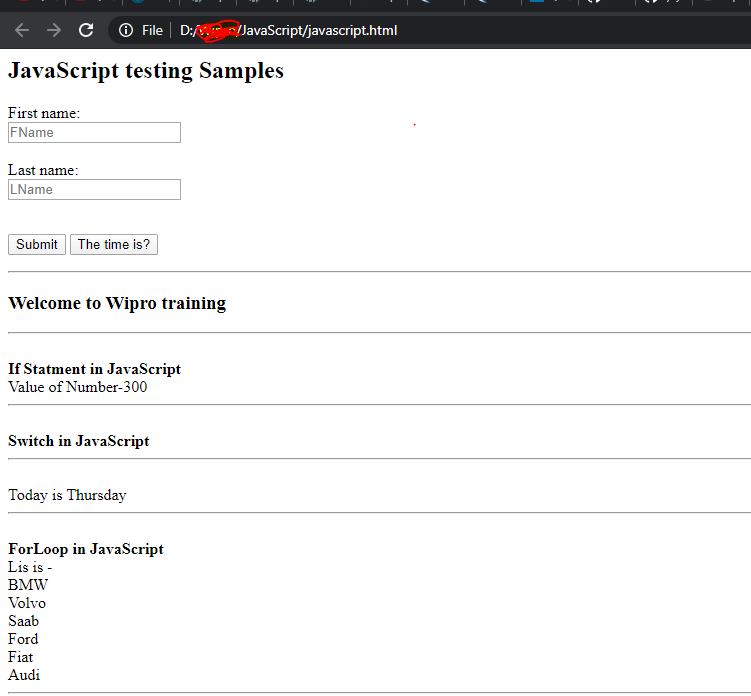 File D:/ /JavaScript/javascript.html
JavaScript testing Samples
First name:
FName
Last name:
LName
Submit The time is?
Welcome to Wipro training
If Statment in JavaScript
Value of Number-300
Switch in JavaScript
Today is Thursday
ForLoop in JavaScript
Lis is -
BMW
Volvo
Saab
Ford
Fiat
Audi